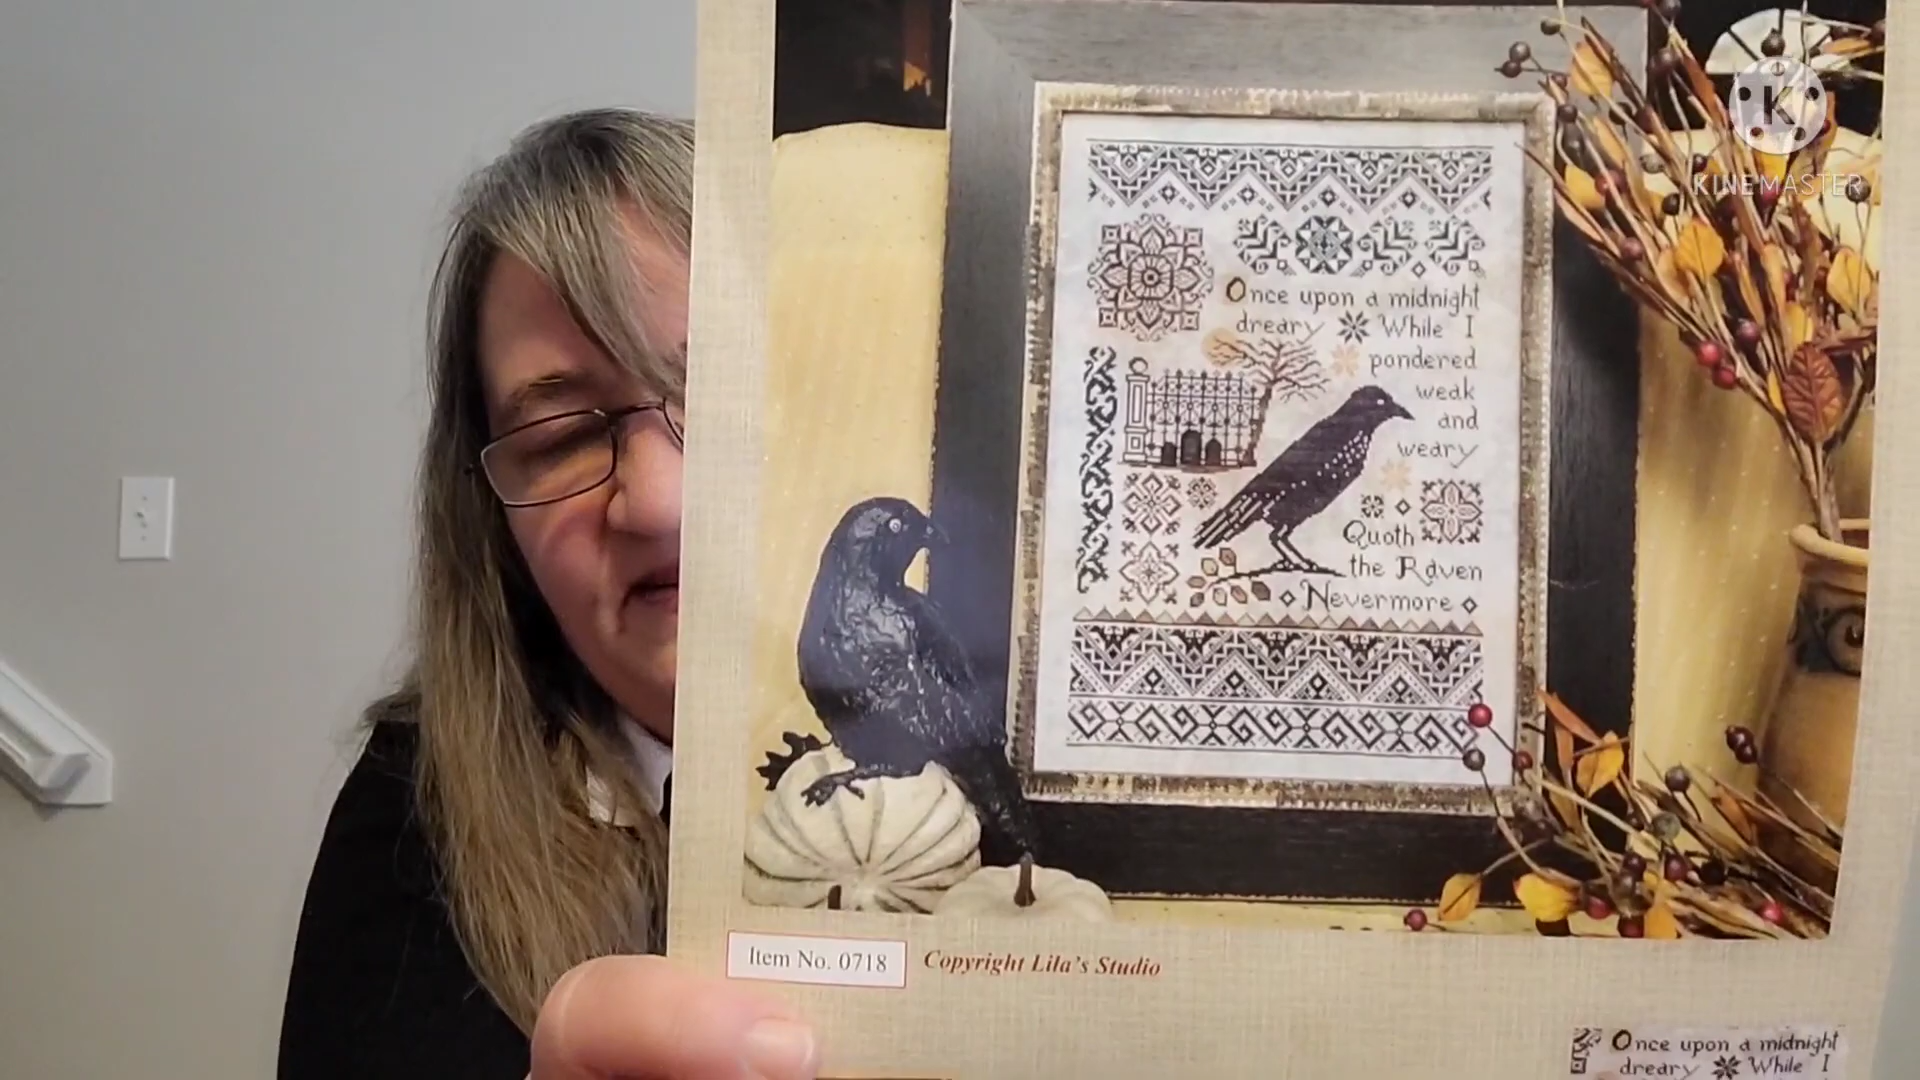 K
KINEMASTER
Once upon a midnight
dreary While I
pondered
weak
and
weary
Quoth
the Raven
Nevermore
Item No. 0718
Copyright Lila's Studio
Once upon a midnight
dreary While I